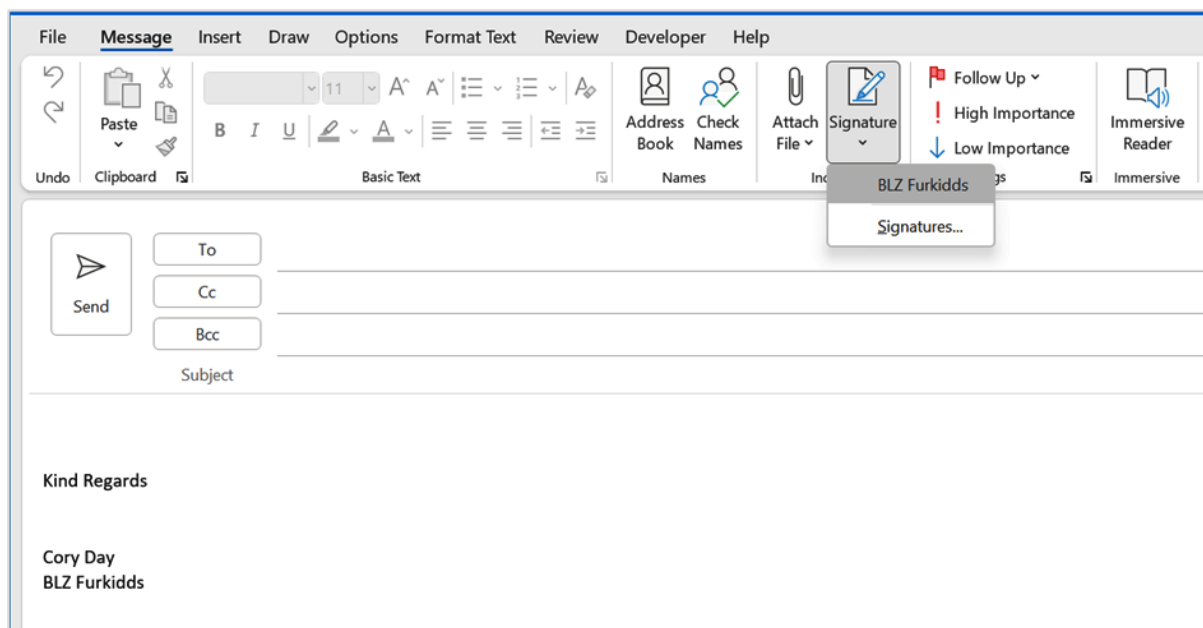 File Message Insert Draw Options Format Text Review Developer Help
11 A A A
Paste
B I U A
Address Book
Check Names
Attach File
Signature
Follow Up
High Importance
Low Importance
Immersive Reader
Undo Clipboard Basic Text Names Inc gs Immersive
BLZ Furkidds
Signatures...
To
Send
Cc
Bcc
Subject
Kind Regards
Cory Day
BLZ Furkidds